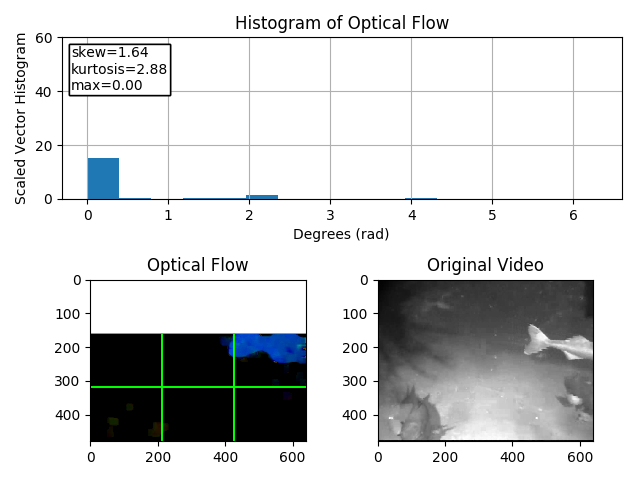 Histogram of Optical Flow
Scaled Vector Histogram
60
40
20
0
skew=1.64
kurtosis=2.88
max=0.00
0 1 2 3 4 5 6
Degrees (rad)
Optical Flow
0
100
200
300
400
0 200 400 600
Original Video
0
100
200
300
400
0 200 400 600